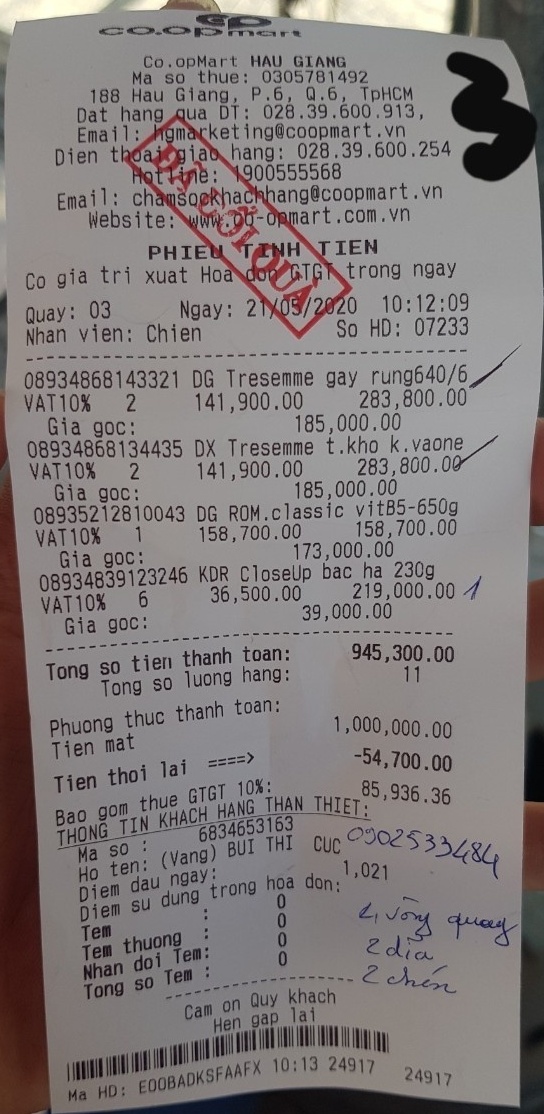 co.opmart
Co.opMart HAU GIANG
Ma so thue: 0305781492
188 Hau Giang, P.6, Q.6, TpHCM
Dat hang qua DT: 028.39.600.913,
Email: hgmarketing@coopmart.vn
Dien thoai giao hang: 028.39.600.254
Hotline: 1900555568
Email: chamsockhachhang@coopmart.vn
Website: www.co-opmart.com.vn
ĐÃ ĐỔI QUÀ
3
PHIEU TINH TIEN
Co gia tri xuat Hoa don GTGT trong ngay
Quay: 03 Ngay: 21/05/2020 10:12:09
Nhan vien: Chien So HD: 07233
08934868143321 DG Tresemme gay rung640/6
VAT10% 2 141,900.00 283,800.00
Gia goc: 185,000.00
08934868134435 DX Tresemme t.kho k.vaone
VAT10% 2 141,900.00 283,800.00
Gia goc: 185,000.00
08935212810043 DG ROM.classic vitB5-650g
VAT10% 1 158,700.00 158,700.00
Gia goc: 173,000.00
08934839123246 KDR CloseUp bac ha 230g
VAT10% 6 36,500.00 219,000.00 1
Gia goc: 39,000.00
Tong so tien thanh toan: 945,300.00
Tong so luong hang: 11
Phuong thuc thanh toan:
Tien mat 1,000,000.00
Tien thoi lai ====> -54,700.00
Bao gom thue GTGT 10%: 85,936.36
THONG TIN KHACH HANG THAN THIET:
Ma so : 6834653163
Ho ten: (Vang) BUI THI CUC 0902533484
Diem dau ngay: 1,021
Diem su dung trong hoa don:
Tem : 0
Tem thuong : 0
Nhan doi Tem: 0
Tong so Tem : 0
vòng quay
2 dĩa
2 chén
Cam on Quy khach
Hen gap lai
Ma HD: E00BADKSFAAFX 10:13 24917 24917